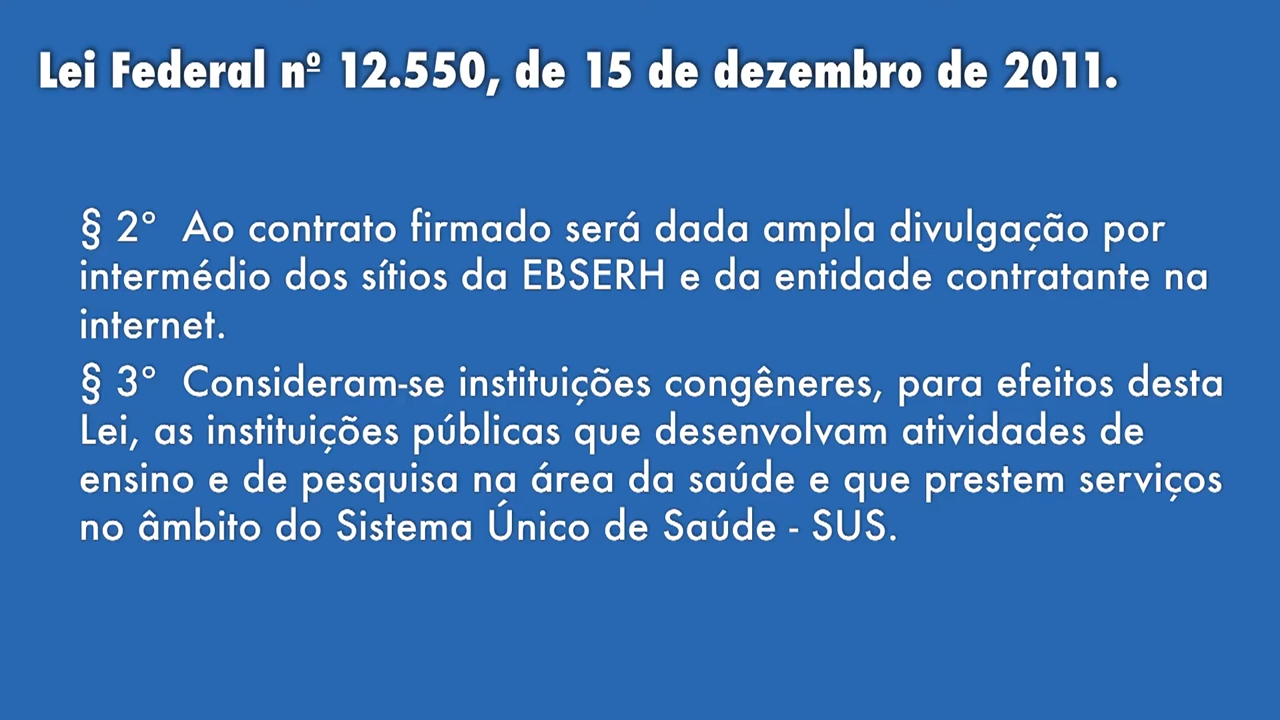 Lei Federal nº 12.550, de 15 de dezembro de 2011.
§ 2° Ao contrato firmado será dada ampla divulgação por
intermédio dos sítios da EBSERH e da entidade contratante na
internet.
§ 3° Consideram-se instituições congêneres, para efeitos desta
Lei, as instituições públicas que desenvolvam atividades de
ensino e de pesquisa na área da saúde e que prestem serviços
no âmbito do Sistema Único de Saúde - SUS.